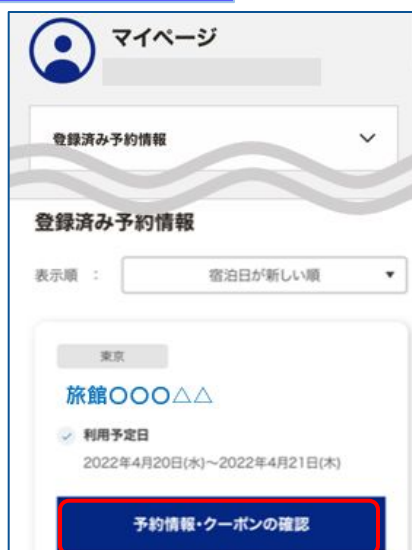 マイページ
登録済み予約情報
登録済み予約情報
表示順 : 宿泊日が新しい順
東京
旅館〇〇〇△△
利用予定日
2022年4月20日(水)~2022年4月21日(木)
予約情報・クーポンの確認